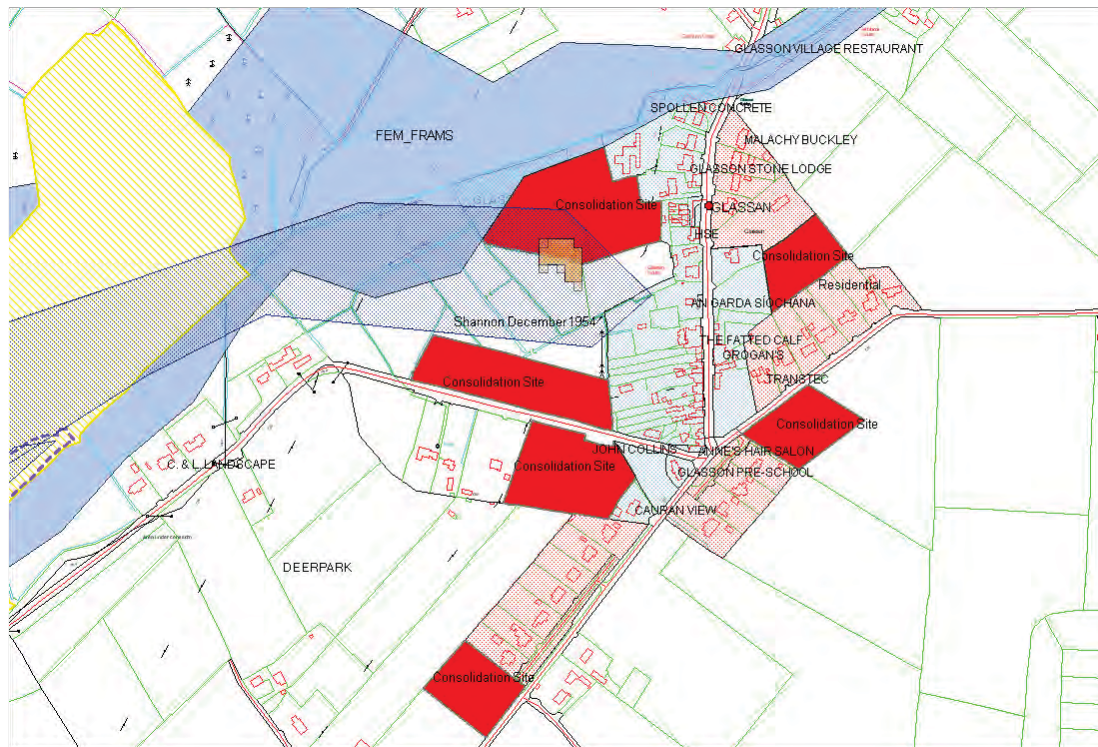 GLASSON VILLAGE RESTAURANT
SPOLLEN CONCRETE
FEM_FRAMS
MALACHY BUCKLEY
GLASSON STONE LODGE
Consolidation Site
GLASSAN
HSE
Consolidation Site
Residential
AN GARDA SIOCHANA
Shannon December 1954
THE FATTED CALF
GROGAN'S
TRANSTEC
Consolidation Site
Consolidation Site
JOHN COLLINS
ANNE'S HAIR SALON
C. & L. LANDSCAPE
Consolidation Site
GLASSON PRE-SCHOOL
CAURAN VIEW
DEERPARK
Consolidation Site